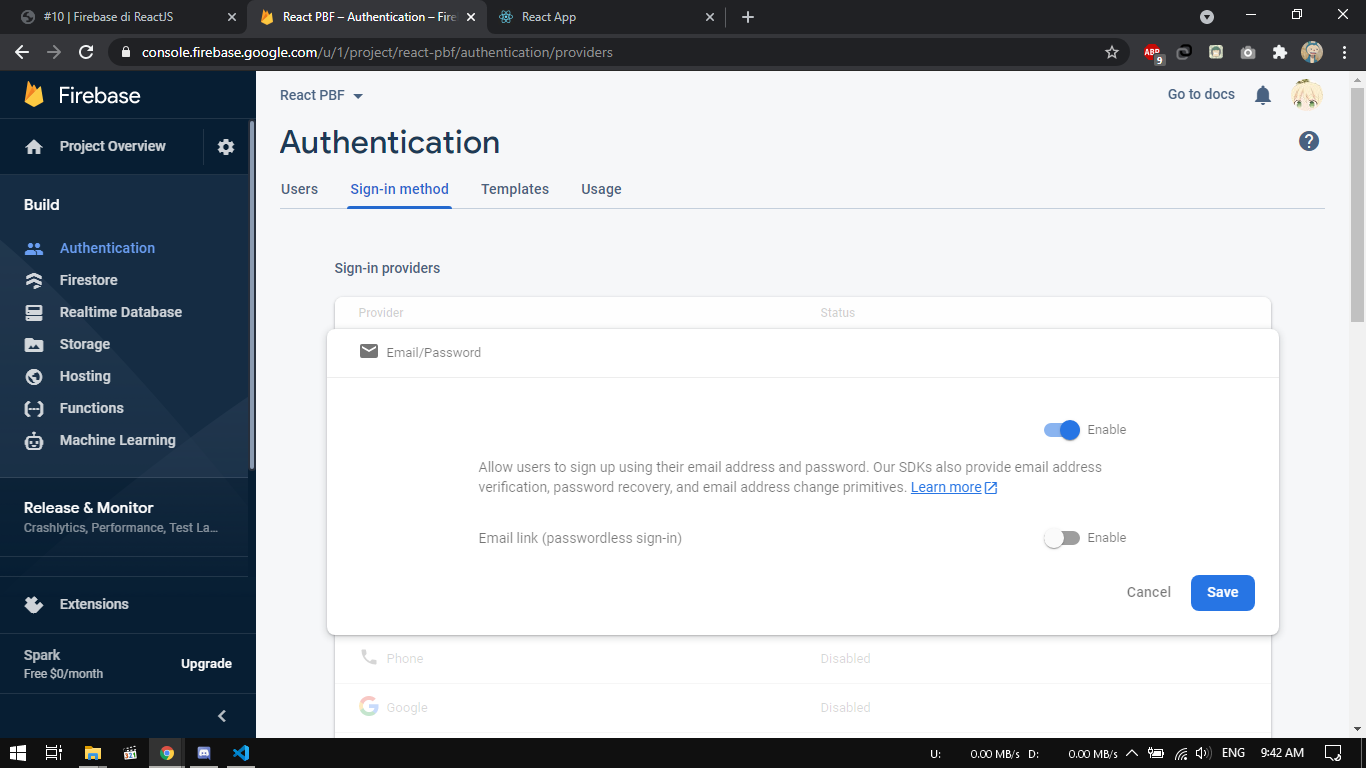 #10 | Firebase di ReactJS
React PBF – Authentication – Fire
React App
console.firebase.google.com/u/1/project/react-pbf/authentication/providers
ABP
9
Firebase
React PBF
Go to docs
Project Overview
Authentication
Users
Sign-in method
Templates
Usage
Build
Authentication
Firestore
Realtime Database
Storage
Hosting
Functions
Machine Learning
Release & Monitor
Crashlytics, Performance, Test La...
Extensions
Spark
Free $0/month
Upgrade
Sign-in providers
Provider
Status
Email/Password
Enable
Allow users to sign up using their email address and password. Our SDKs also provide email address
verification, password recovery, and email address change primitives. Learn more
Email link (passwordless sign-in)
Enable
Cancel
Save
Phone
Disabled
Google
Disabled
U:
0.00 MB/s
D:
0.00 MB/s
ENG
9:42 AM